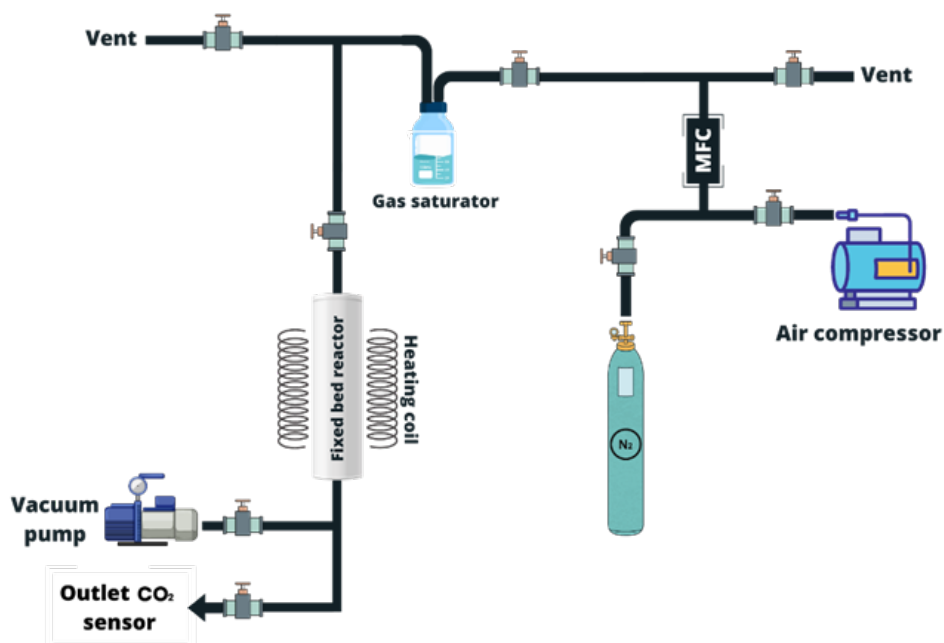 Vent
Vent
MFC
Gas saturator
Air compressor
Fixed bed reactor
Heating coil
N₂
Vacuum
pump
Outlet CO₂
sensor